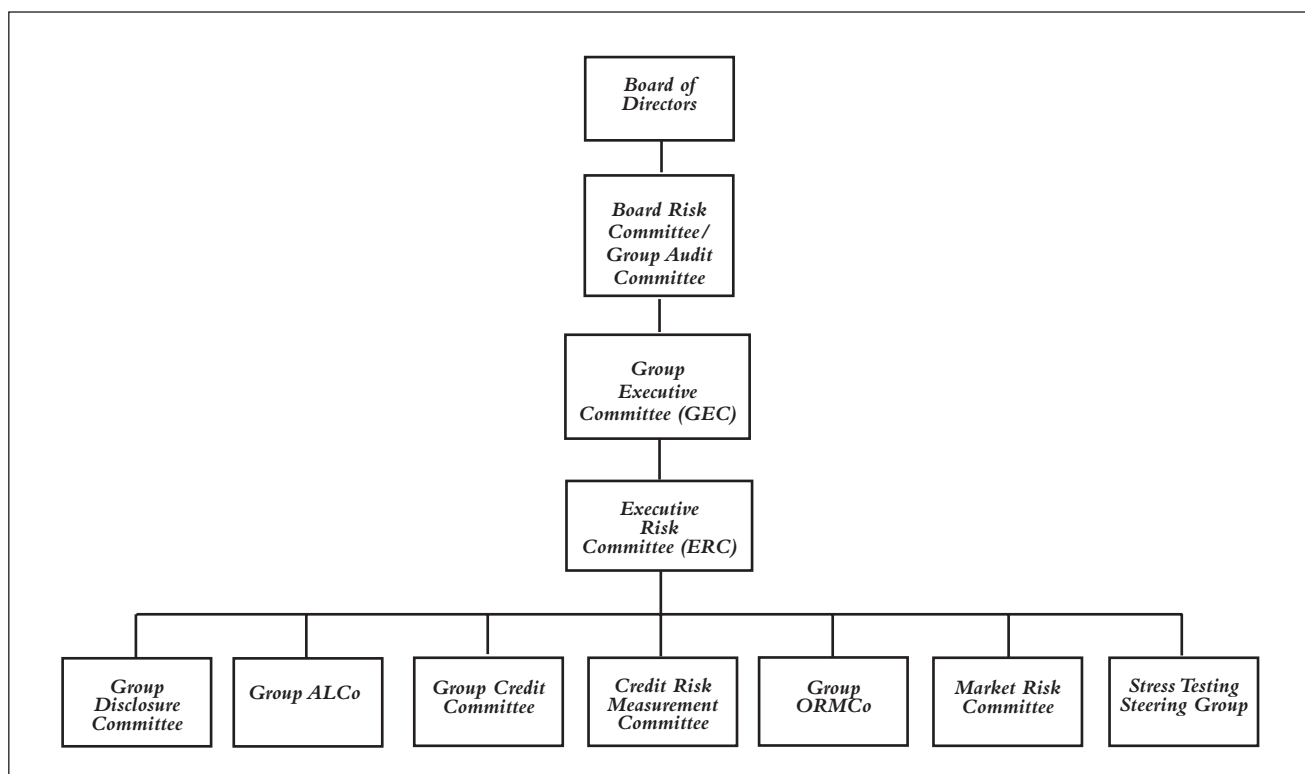 Board of
Directors
Board Risk
Committee/
Group Audit
Committee
Group
Executive
Committee (GEC)
Executive
Risk
Committee (ERC)
Group
Disclosure
Committee
Group ALCo
Group Credit
Committee
Credit Risk
Measurement
Committee
Group
ORMCo
Market Risk
Committee
Stress Testing
Steering Group